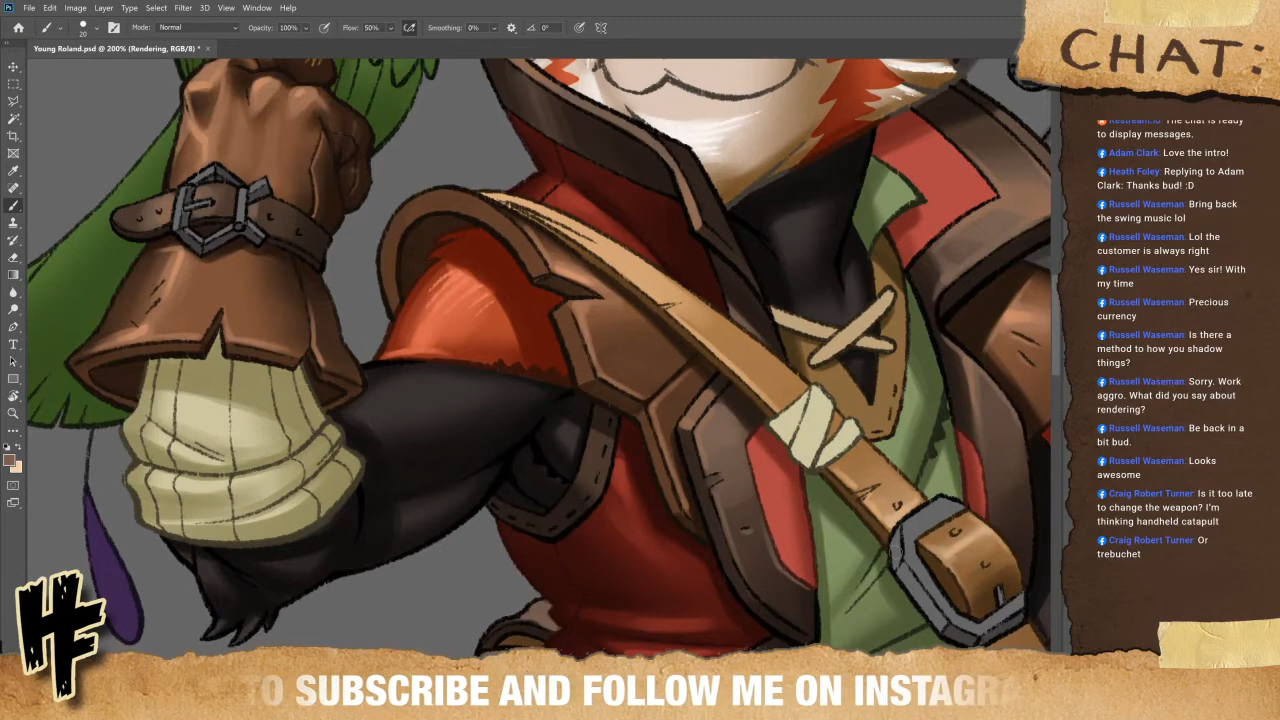 File Edit Image Layer Type Select Filter 3D View Window Help
20 Mode: Normal Opacity: 100% Flow: 50% Smoothing: 0% 0°
Young Roland.psd @ 200% (Rendering, RGB/8) *
CHAT:
Restream.io: The chat is ready
to display messages.
Adam Clark: Love the intro!
Heath Foley: Replying to Adam
Clark: Thanks bud! :D
Russell Waseman: Bring back
the swing music lol
Russell Waseman: Lol the
customer is always right
Russell Waseman: Yes sir! With
my time
Russell Waseman: Precious
currency
Russell Waseman: Is there a
method to how you shadow
things?
Russell Waseman: Sorry. Work
aggro. What did you say about
rendering?
Russell Waseman: Be back in a
bit bud.
Russell Waseman: Looks
awesome
Craig Robert Turner: Is it too late
to change the weapon? I'm
thinking handheld catapult
Craig Robert Turner: Or
trebuchet
HF
TO SUBSCRIBE AND FOLLOW ME ON INSTAGRA